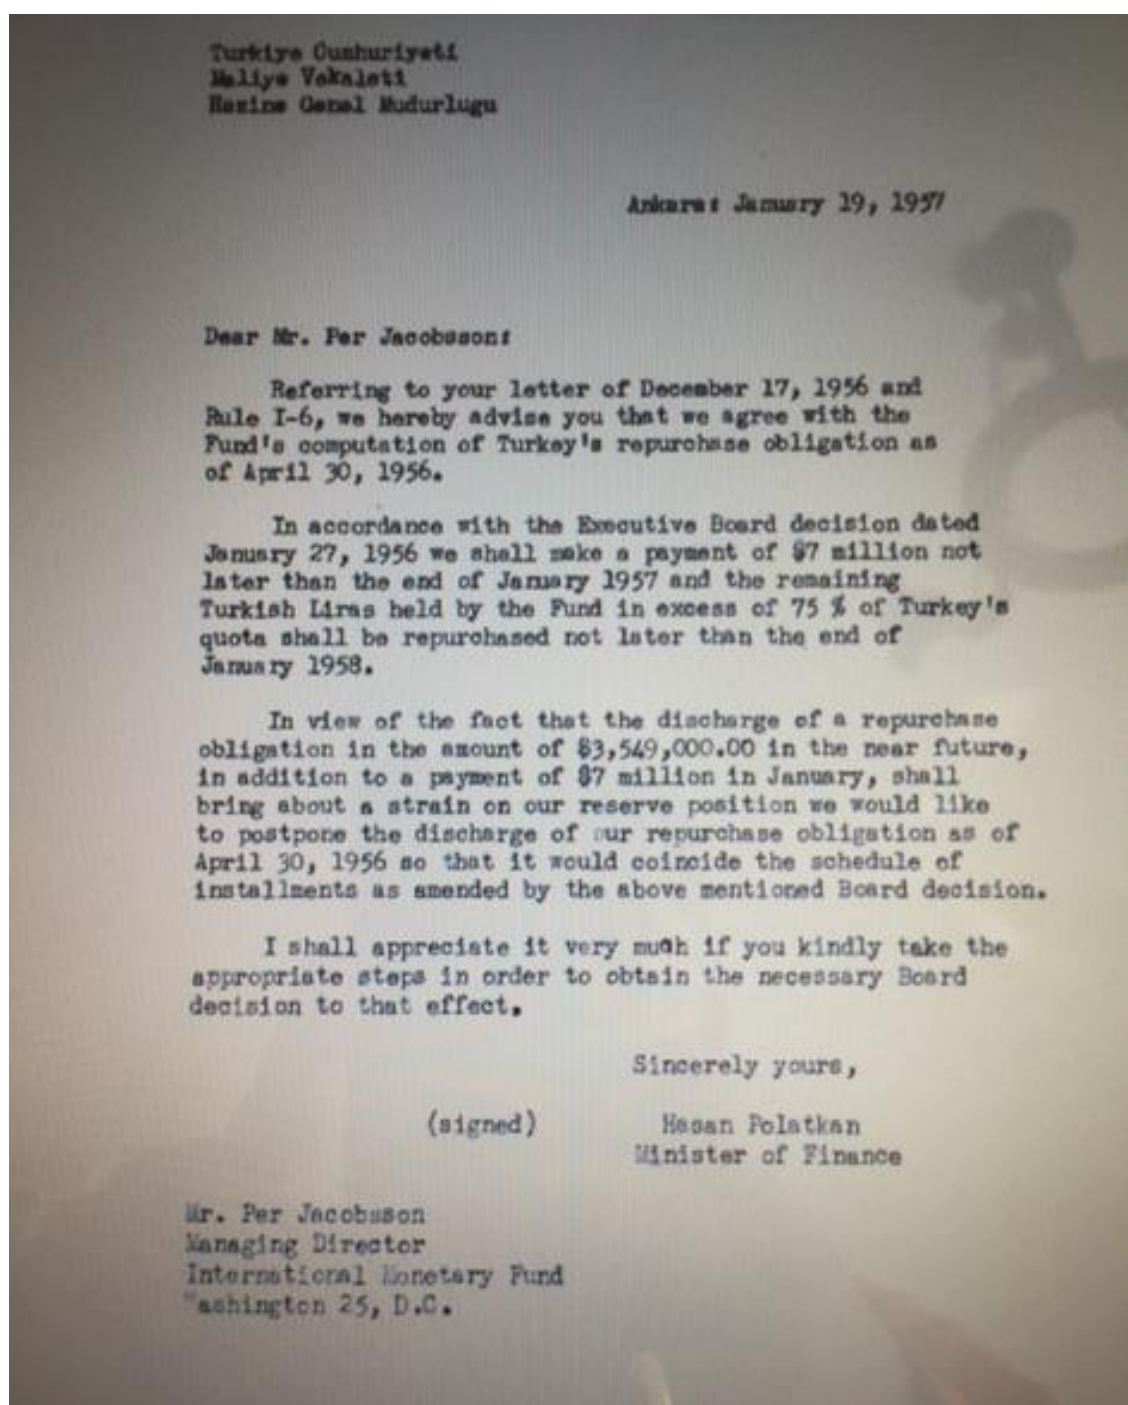 Turkiye Cumhuriyeti
Maliye Vekaleti
Hazine Genel Mudurlugu
Ankara: January 19, 1957
Dear Mr. Per Jacobsson:
Referring to your letter of December 17, 1956 and
Rule I-6, we hereby advise you that we agree with the
Fund's computation of Turkey's repurchase obligation as
of April 30, 1956.
In accordance with the Executive Board decision dated
January 27, 1956 we shall make a payment of $7 million not
later than the end of January 1957 and the remaining
Turkish Liras held by the Fund in excess of 75 % of Turkey's
quota shall be repurchased not later than the end of
January 1958.
In view of the fact that the discharge of a repurchase
obligation in the amount of $3,549,000.00 in the near future,
in addition to a payment of $7 million in January, shall
bring about a strain on our reserve position we would like
to postpone the discharge of our repurchase obligation as of
April 30, 1956 so that it would coincide the schedule of
installments as amended by the above mentioned Board decision.
I shall appreciate it very much if you kindly take the
appropriate steps in order to obtain the necessary Board
decision to that effect.
Sincerely yours,
(signed) Hasan Polatkan
Minister of Finance
Mr. Per Jacobsson
Managing Director
International Monetary Fund
Washington 25, D.C.